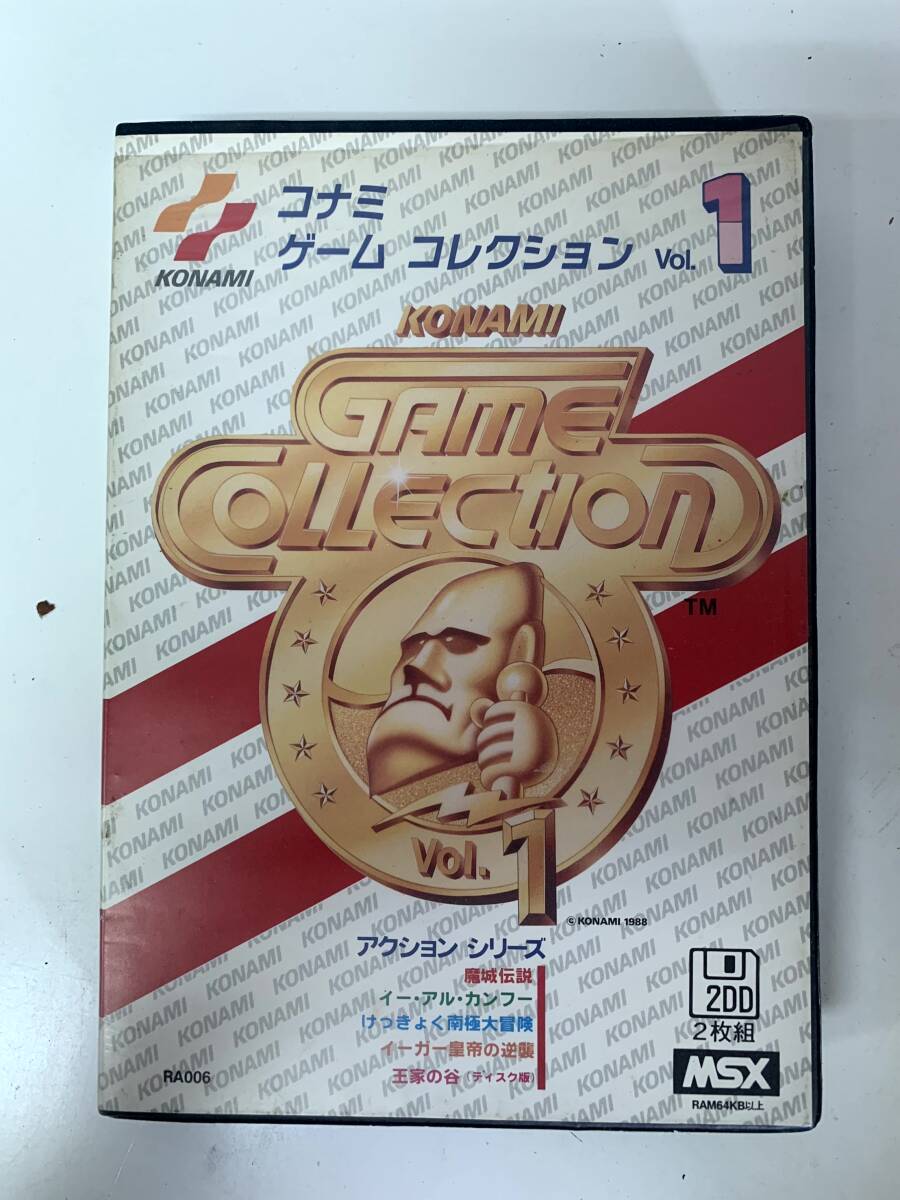 KONAMI
コナミ
ゲーム コレクション Vol. 1
KONAMI
GAME
COLLECTION
TM
Vol. 1
© KONAMI 1988
アクション シリーズ
魔城伝説
イー・アル・カンフー
けっきょく南極大冒険
イーガー皇帝の逆襲
王家の谷(ディスク版)
RA006
2DD
2枚組
MSX
RAM64KB以上